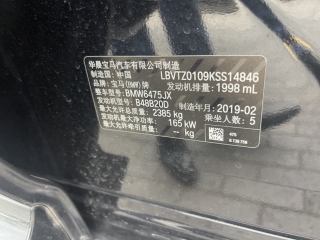 华晨宝马汽车有限公司制造
制造国：中国 LBVTZ0109KSS14846
品牌：宝马(BMW)牌 发动机排量：1998 mL
整车型号：BMW6475JX
发动机型号：B48B20D 制造年月：2019-02
最大允许总质量：2385 kg 乘坐人数：5
发动机最大净功率：165 kW
最大允许牵引质量： kg